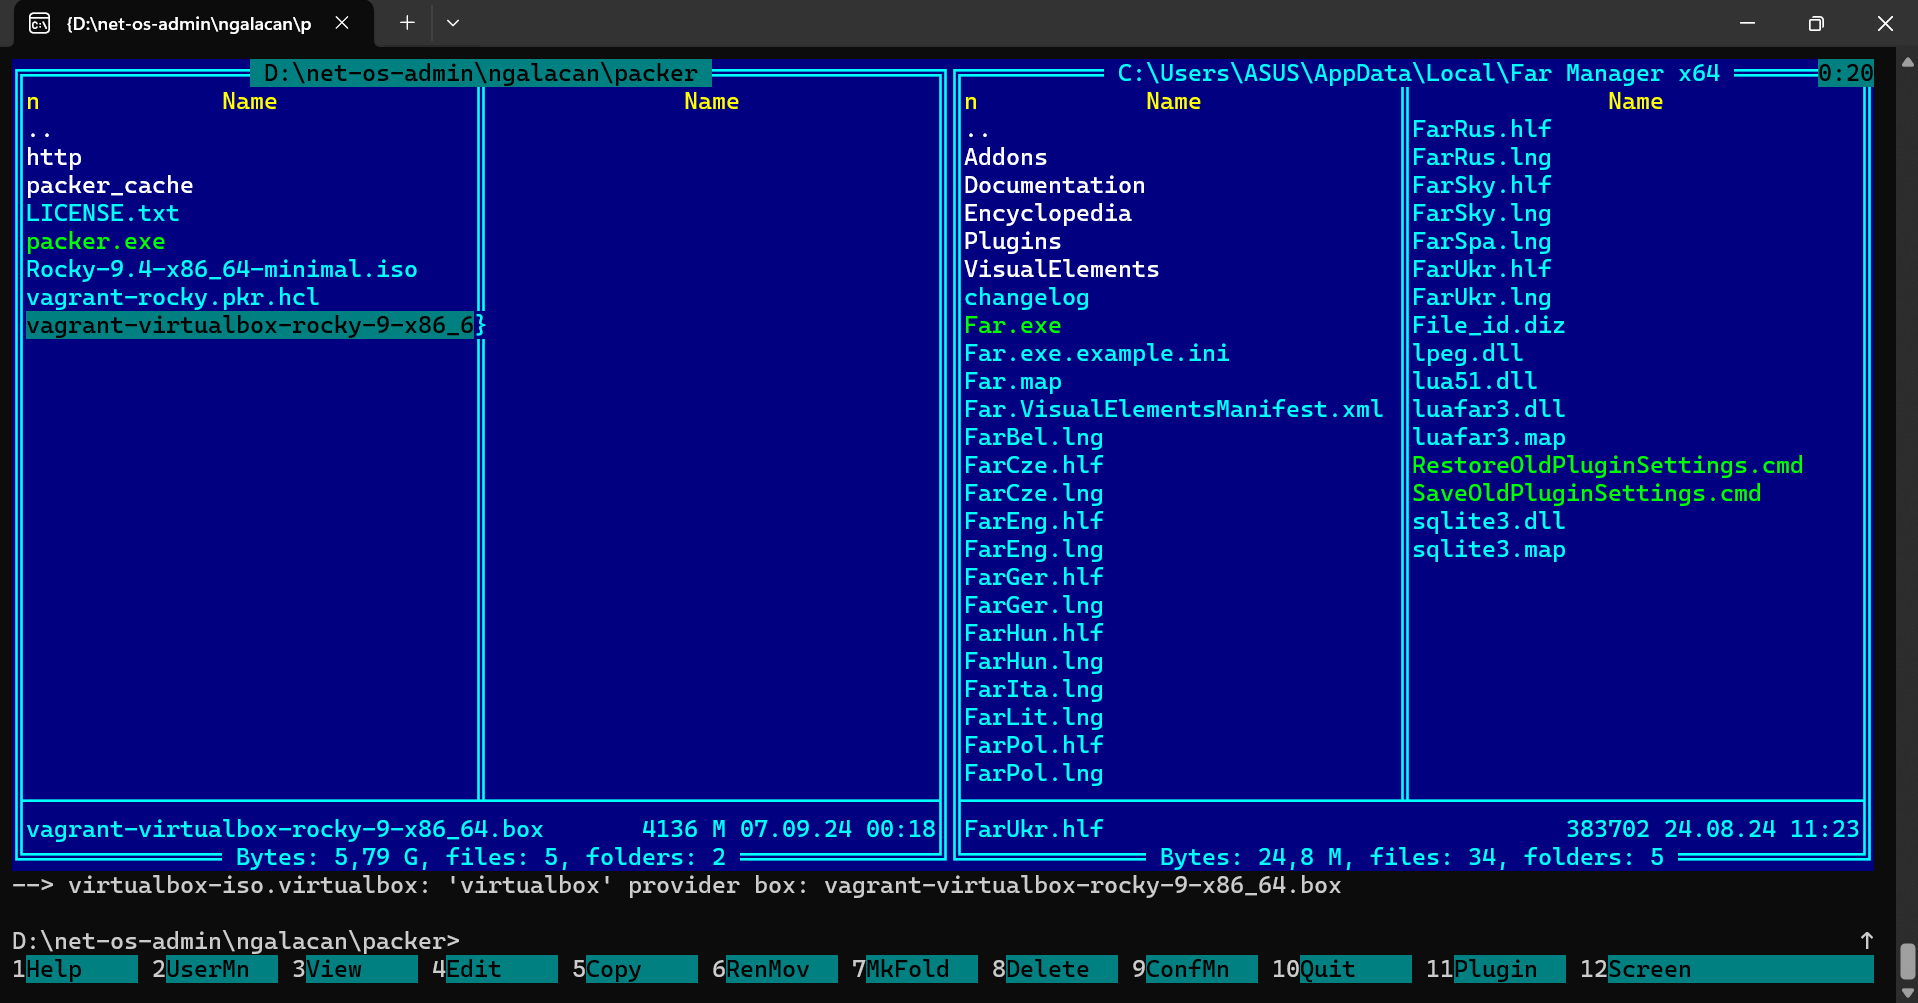 {D:\net-os-admin\ngalacan\p
D:\net-os-admin\ngalacan\packer
n Name Name
..
http
packer_cache
LICENSE.txt
packer.exe
Rocky-9.4-x86_64-minimal.iso
vagrant-rocky.pkr.hcl
vagrant-virtualbox-rocky-9-x86_6}
vagrant-virtualbox-rocky-9-x86_64.box 4136 M 07.09.24 00:18
Bytes: 5,79 G, files: 5, folders: 2
C:\Users\ASUS\AppData\Local\Far Manager x64 0:20
n Name Name
..
Addons
Documentation
Encyclopedia
Plugins
VisualElements
changelog
Far.exe
Far.exe.example.ini
Far.map
Far.VisualElementsManifest.xml
FarBel.lng
FarCze.hlf
FarCze.lng
FarEng.hlf
FarEng.lng
FarGer.hlf
FarGer.lng
FarHun.hlf
FarHun.lng
FarIta.lng
FarLit.lng
FarPol.hlf
FarPol.lng
FarRus.hlf
FarRus.lng
FarSky.hlf
FarSky.lng
FarSpa.lng
FarUkr.hlf
FarUkr.lng
File_id.diz
lpeg.dll
lua51.dll
luafar3.dll
luafar3.map
RestoreOldPluginSettings.cmd
SaveOldPluginSettings.cmd
sqlite3.dll
sqlite3.map
FarUkr.hlf 383702 24.08.24 11:23
Bytes: 24,8 M, files: 34, folders: 5
--> virtualbox-iso.virtualbox: 'virtualbox' provider box: vagrant-virtualbox-rocky-9-x86_64.box
D:\net-os-admin\ngalacan\packer> ↑
1Help 2UserMn 3View 4Edit 5Copy 6RenMov 7MkFold 8Delete 9ConfMn 10Quit 11Plugin 12Screen